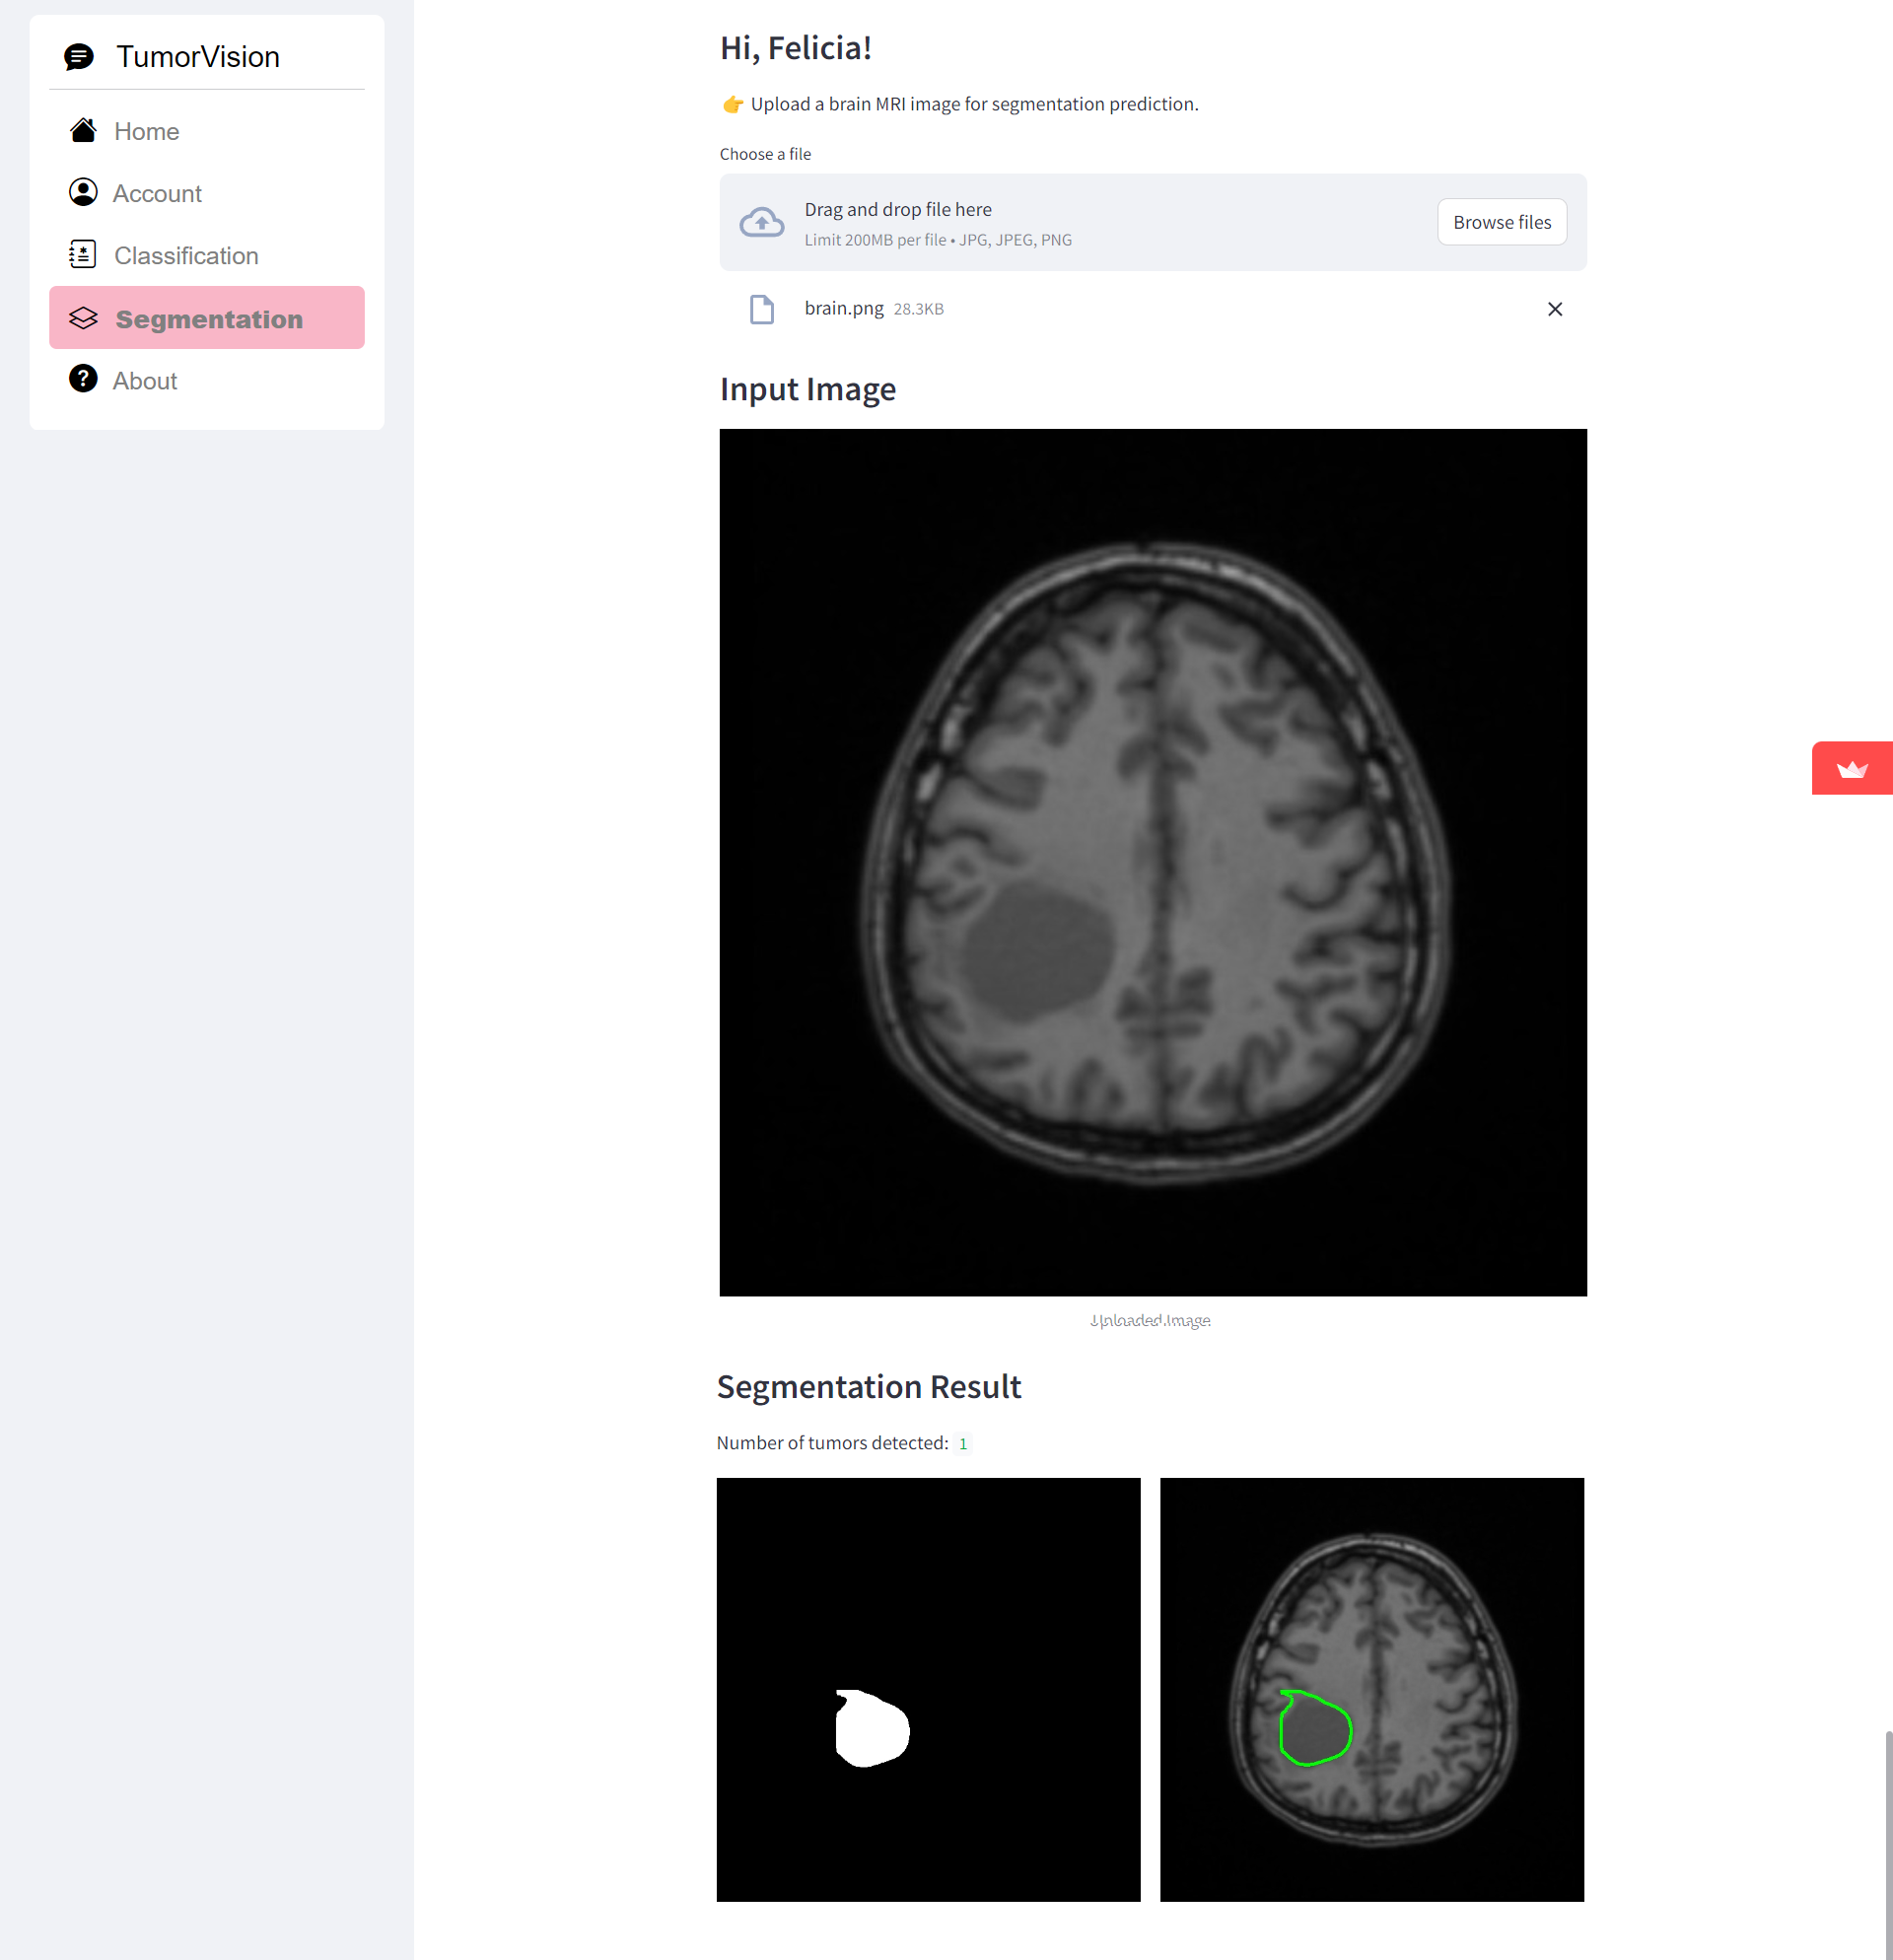 TumorVision
Home
Account
Classification
Segmentation
About
Hi, Felicia!
👉 Upload a brain MRI image for segmentation prediction.
Choose a file
Drag and drop file here
Limit 200MB per file • JPG, JPEG, PNG
Browse files
brain.png 28.3KB
Input Image
Uploaded Image
Segmentation Result
Number of tumors detected: 1